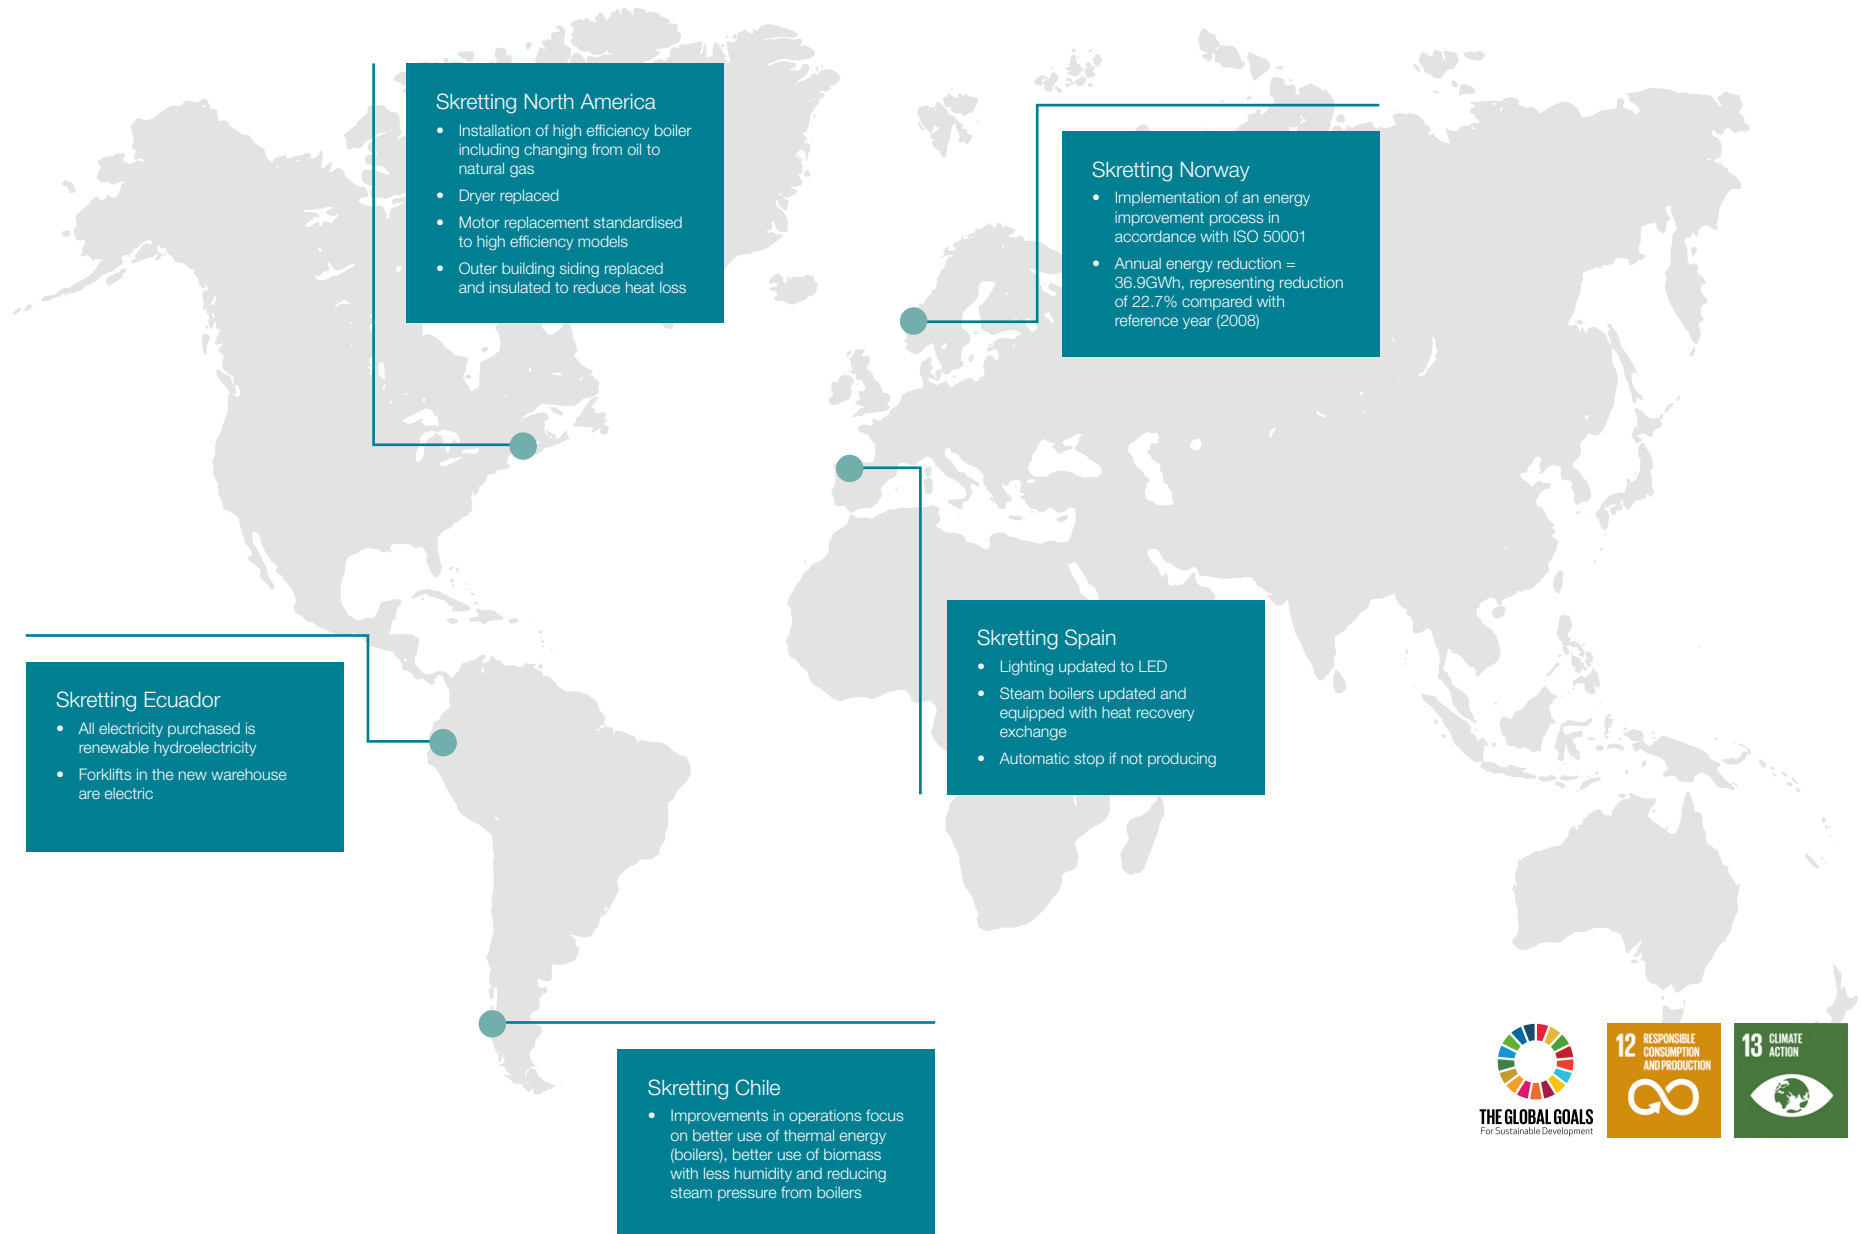 Skretting North America
• Installation of high efficiency boiler
including changing from oil to
natural gas
• Dryer replaced
• Motor replacement standardised
to high efficiency models
• Outer building siding replaced
and insulated to reduce heat loss
Skretting Norway
• Implementation of an energy
improvement process in
accordance with ISO 50001
• Annual energy reduction =
36.9GWh, representing reduction
of 22.7% compared with
reference year (2008)
Skretting Spain
• Lighting updated to LED
• Steam boilers updated and
equipped with heat recovery
exchange
• Automatic stop if not producing
Skretting Ecuador
• All electricity purchased is
renewable hydroelectricity
• Forklifts in the new warehouse
are electric
Skretting Chile
• Improvements in operations focus
on better use of thermal energy
(boilers), better use of biomass
with less humidity and reducing
steam pressure from boilers
THE GLOBAL GOALS
For Sustainable Development
12 RESPONSIBLE
CONSUMPTION
AND PRODUCTION
13 CLIMATE
ACTION